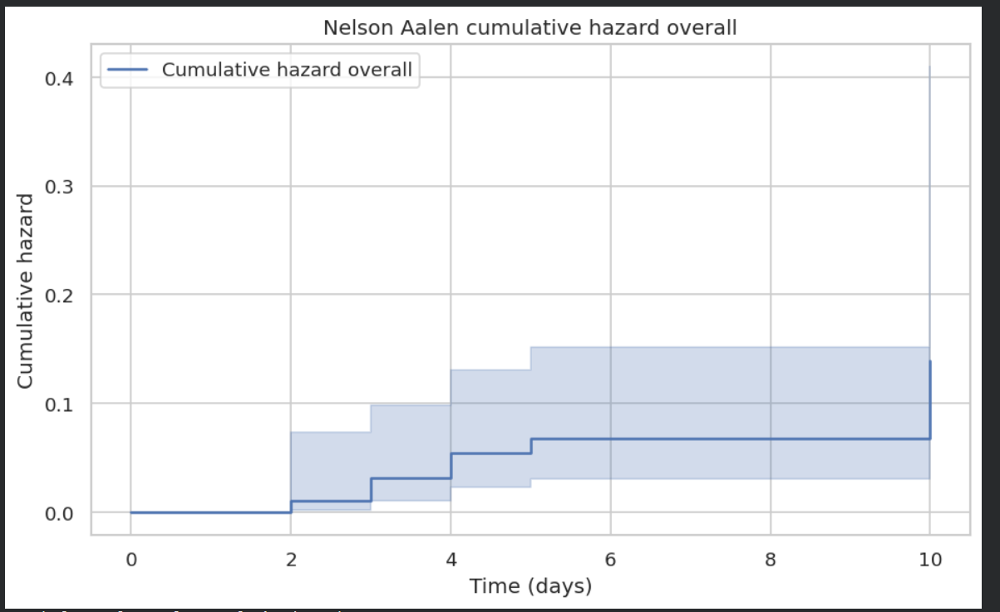 Nelson Aalen cumulative hazard overall
Cumulative hazard overall
Cumulative hazard
0.4
0.3
0.2
0.1
0.0
0 2 4 6 8 10
Time (days)